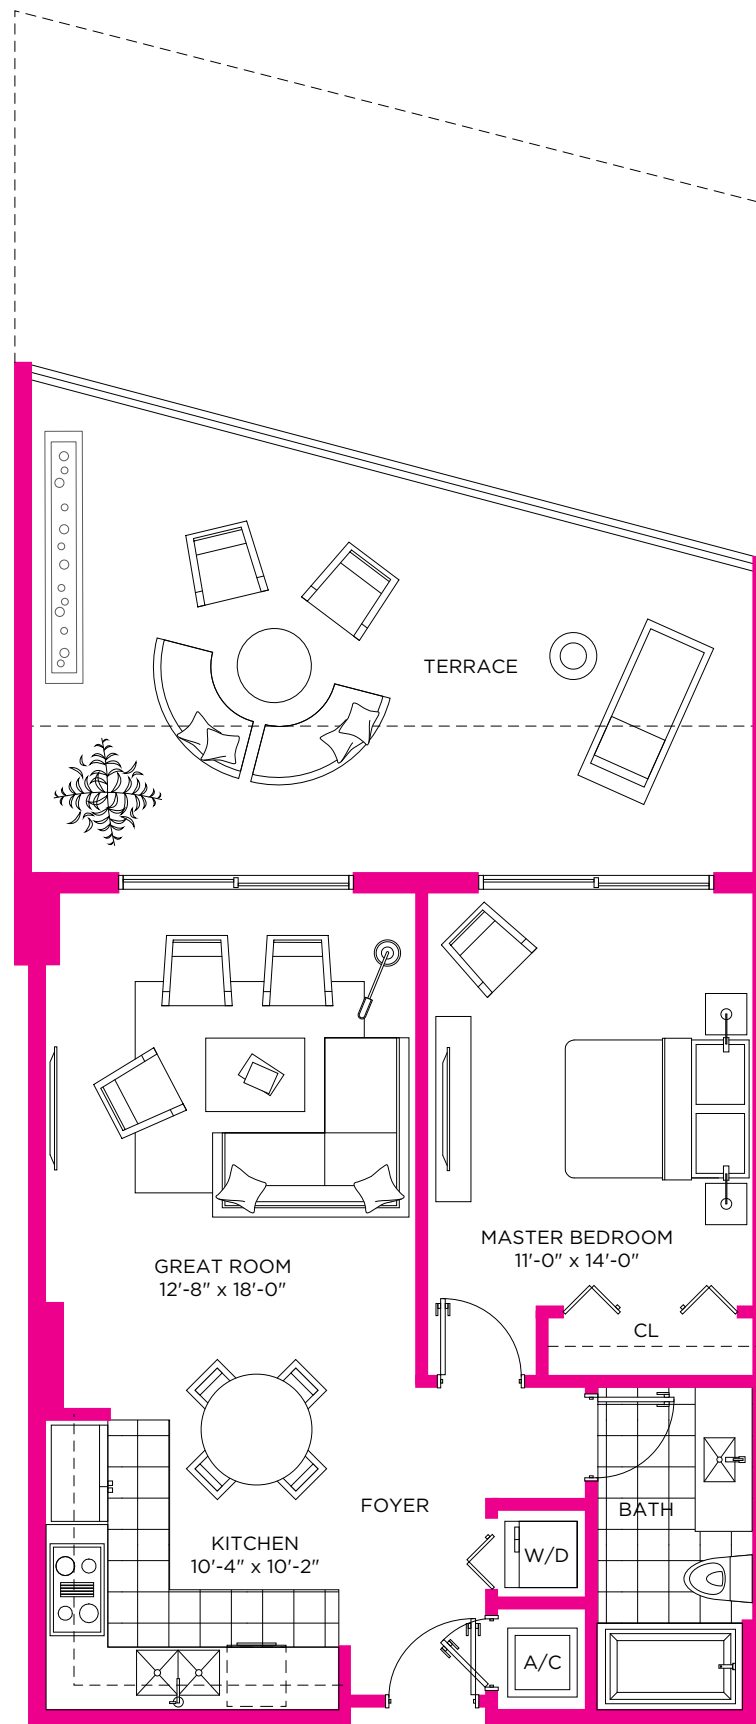 TERRACE
MASTER BEDROOM
11'-0" x 14'-0"
GREAT ROOM
12'-8" x 18'-0"
CL
FOYER
BATH
KITCHEN
10'-4" x 10'-2"
W/D
A/C